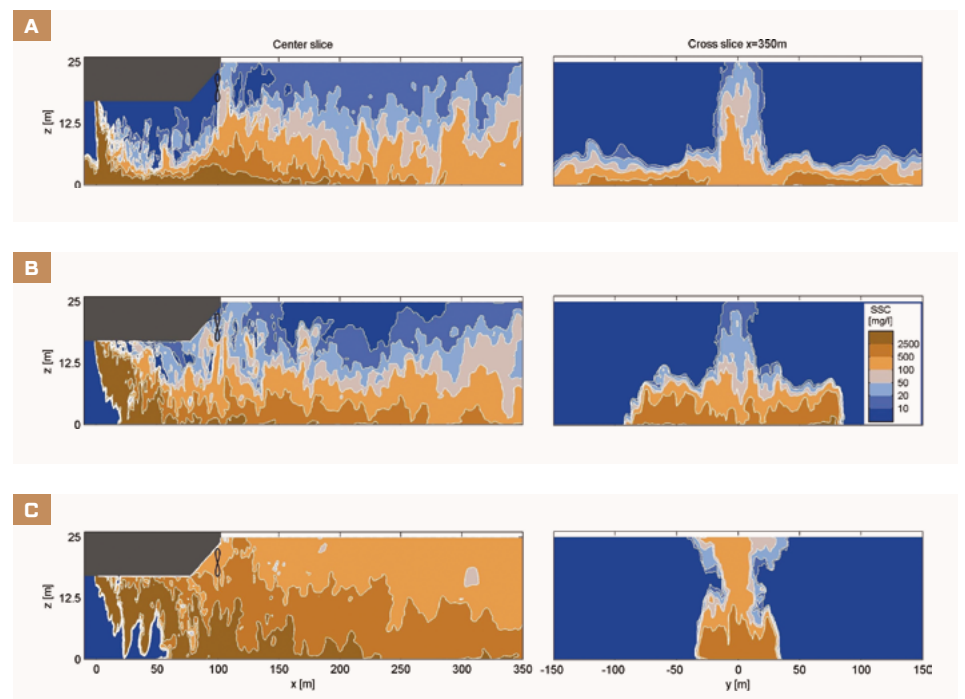 A
Center slice
Cross slice x=350m
25
12.5
0
z [m]
B
25
12.5
0
z [m]
SSC
[mg/l]
2500
500
100
50
20
10
C
25
12.5
0
z [m]
0 50 100 150 200 250 300 350
x [m]
-150 -100 -50 0 50 100 150
y [m]